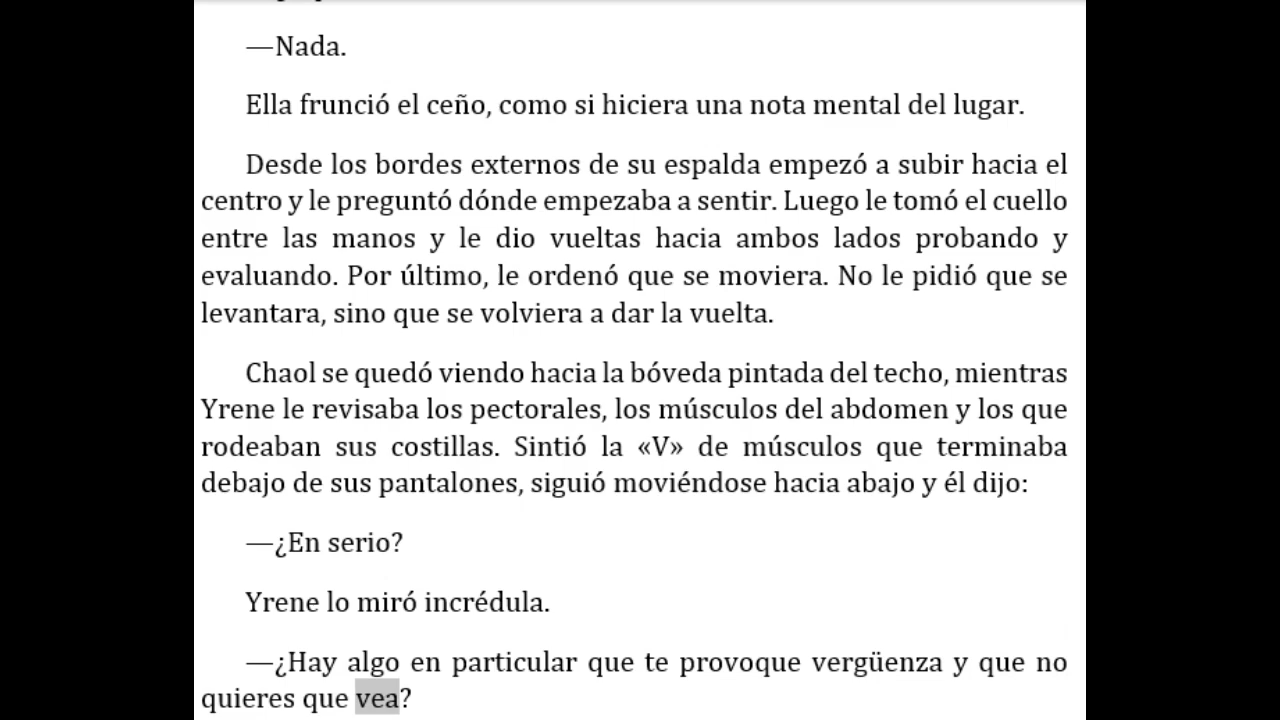 —Nada.
Ella frunció el ceño, como si hiciera una nota mental del lugar.
Desde los bordes externos de su espalda empezó a subir hacia el
centro y le preguntó dónde empezaba a sentir. Luego le tomó el cuello
entre las manos y le dio vueltas hacia ambos lados probando y
evaluando. Por último, le ordenó que se moviera. No le pidió que se
levantara, sino que se volviera a dar la vuelta.
Chaol se quedó viendo hacia la bóveda pintada del techo, mientras
Yrene le revisaba los pectorales, los músculos del abdomen y los que
rodeaban sus costillas. Sintió la «V» de músculos que terminaba
debajo de sus pantalones, siguió moviéndose hacia abajo y él dijo:
—¿En serio?
Yrene lo miró incrédula.
—¿Hay algo en particular que te provoque vergüenza y que no
quieres que vea?